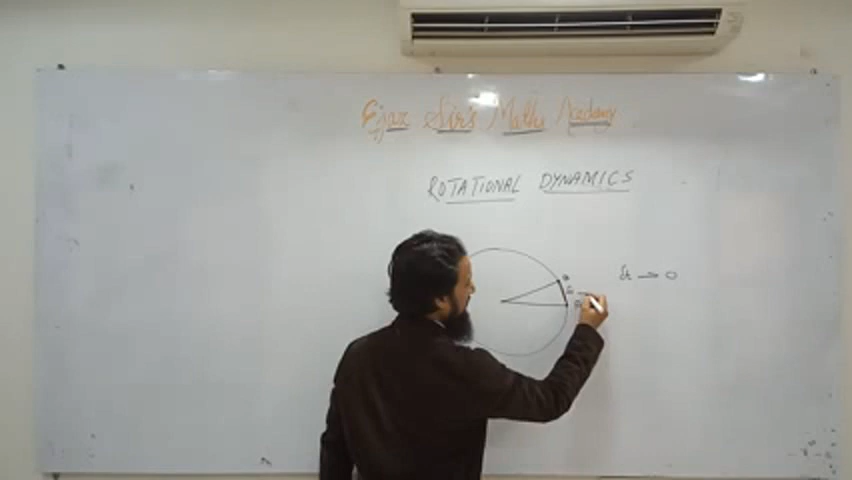 Ejaz Sir's Maths Academy
ROTATIONAL DYNAMICS
δt → 0